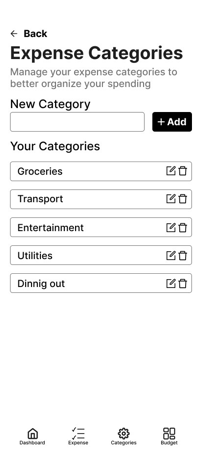 Back
Expense Categories
Manage your expense categories to
better organize your spending
New Category
+ Add
Your Categories
Groceries
Transport
Entertainment
Utilities
Dinnig out
Dashboard Expense Categories Budget